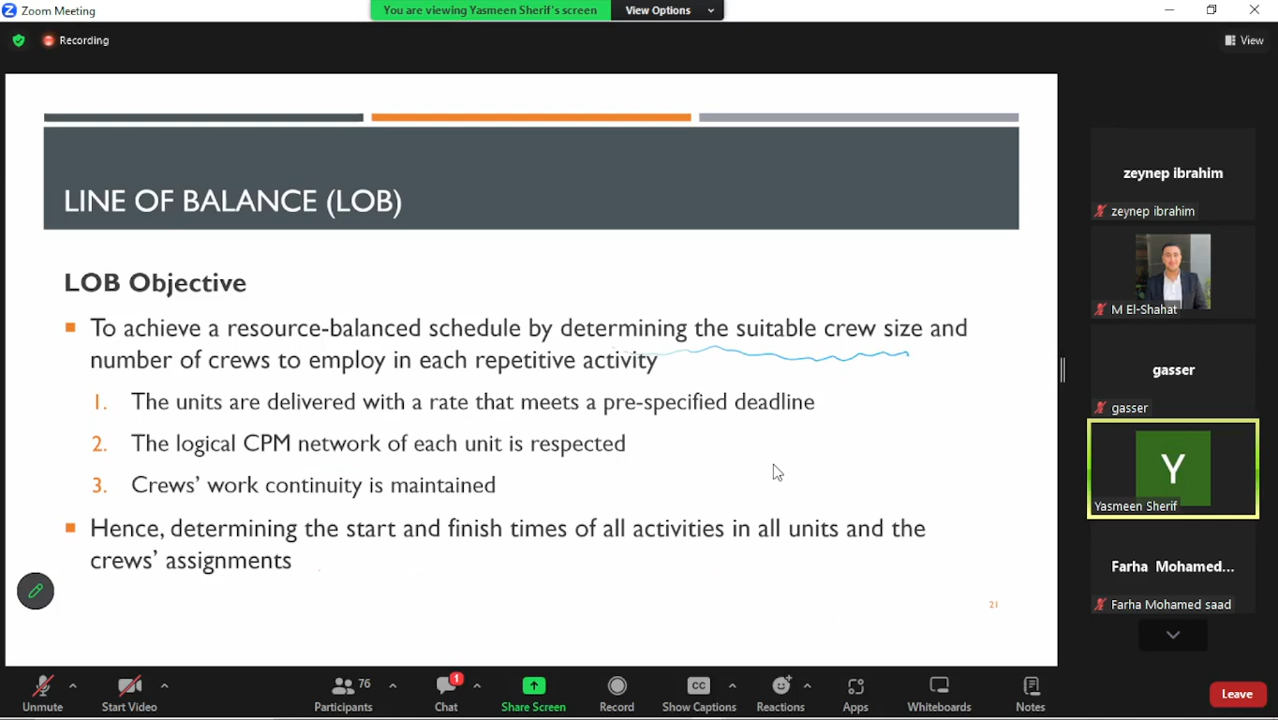 Zoom Meeting
You are viewing Yasmeen Sherif's screen
View Options
Recording
View
LINE OF BALANCE (LOB)
LOB Objective
To achieve a resource-balanced schedule by determining the suitable crew size and
number of crews to employ in each repetitive activity
1. The units are delivered with a rate that meets a pre-specified deadline
2. The logical CPM network of each unit is respected
3. Crews' work continuity is maintained
Hence, determining the start and finish times of all activities in all units and the
crews' assignments
21
zeynep ibrahim
zeynep ibrahim
M El-Shahat
gasser
gasser
Y
Yasmeen Sherif
Farha Mohamed...
Farha Mohamed saad
Unmute
Start Video
76
Participants
1
Chat
Share Screen
Record
CC
Show Captions
Reactions
Apps
Whiteboards
Notes
Leave